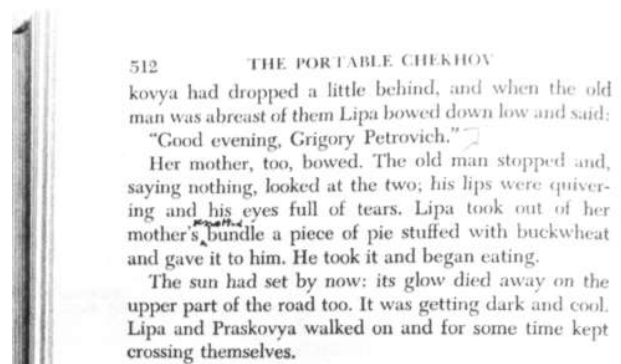 512 THE PORTABLE CHEKHOV
kovya had dropped a little behind, and when the old
man was abreast of them Lipa bowed down low and said:
"Good evening, Grigory Petrovich."
Her mother, too, bowed. The old man stopped and,
saying nothing, looked at the two; his lips were quiver-
ing and his eyes full of tears. Lipa took out of her
mother's bundle a piece of pie stuffed with buckwheat
and gave it to him. He took it and began eating.
The sun had set by now: its glow died away on the
upper part of the road too. It was getting dark and cool.
Lipa and Praskovya walked on and for some time kept
crossing themselves.